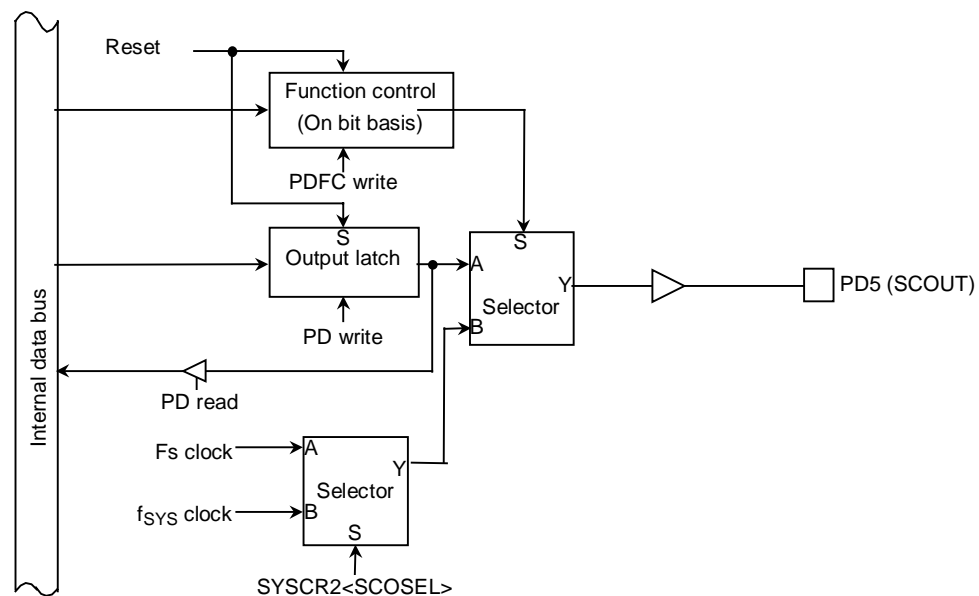 Reset
Function control
(On bit basis)
PDFC write
S
Output latch
PD write
S
A
Y
Selector
B
PD5 (SCOUT)
Internal data bus
PD read
Fs clock
A
Y
Selector
fSYS clock
B
S
SYSCR2<SCOSEL>